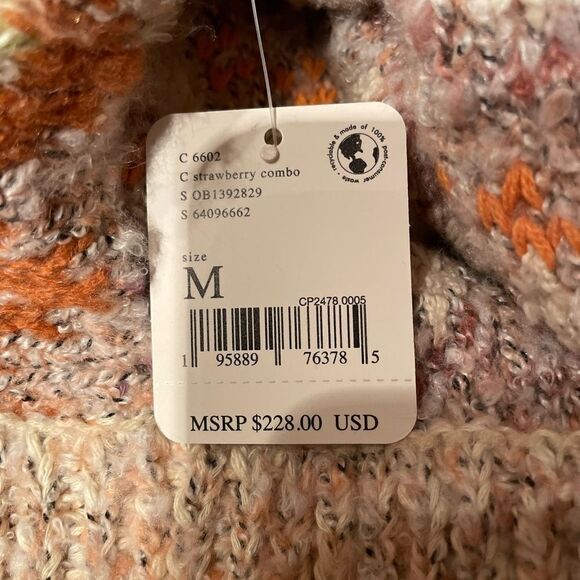 C 6602
C strawberry combo
S OB1392829
S 64096662
recyclable & made of 100% post-consumer waste •
size
M
CP2478 0005
1 95889 76378 5
MSRP $228.00 USD